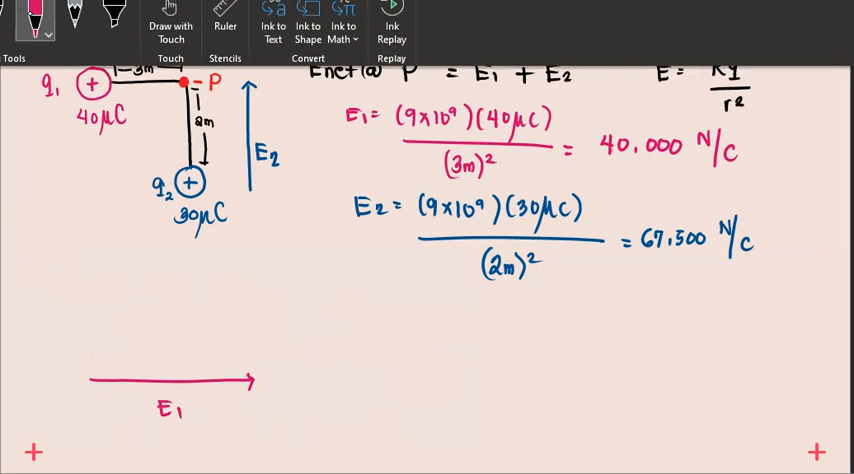 Draw with Touch
Ruler
Ink to Text
Ink to Shape
Ink to Math
Ink Replay
Tools
Touch
Stencils
Convert
Replay
3m
q1 + P
40μC
2m
E2
q2 +
30μC
Enet @ P = E1 + E2
E = Kq / r²
E1 = (9x10⁹)(40μC) / (3m)² = 40,000 N/C
E2 = (9x10⁹)(30μC) / (2m)² = 67,500 N/C
E1